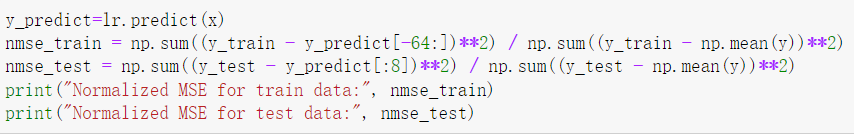 y_predict=lr.predict(x)
nmse_train = np.sum((y_train - y_predict[-64:])**2) / np.sum((y_train - np.mean(y))**2)
nmse_test = np.sum((y_test - y_predict[:8])**2) / np.sum((y_test - np.mean(y))**2)
print("Normalized MSE for train data:", nmse_train)
print("Normalized MSE for test data:", nmse_test)